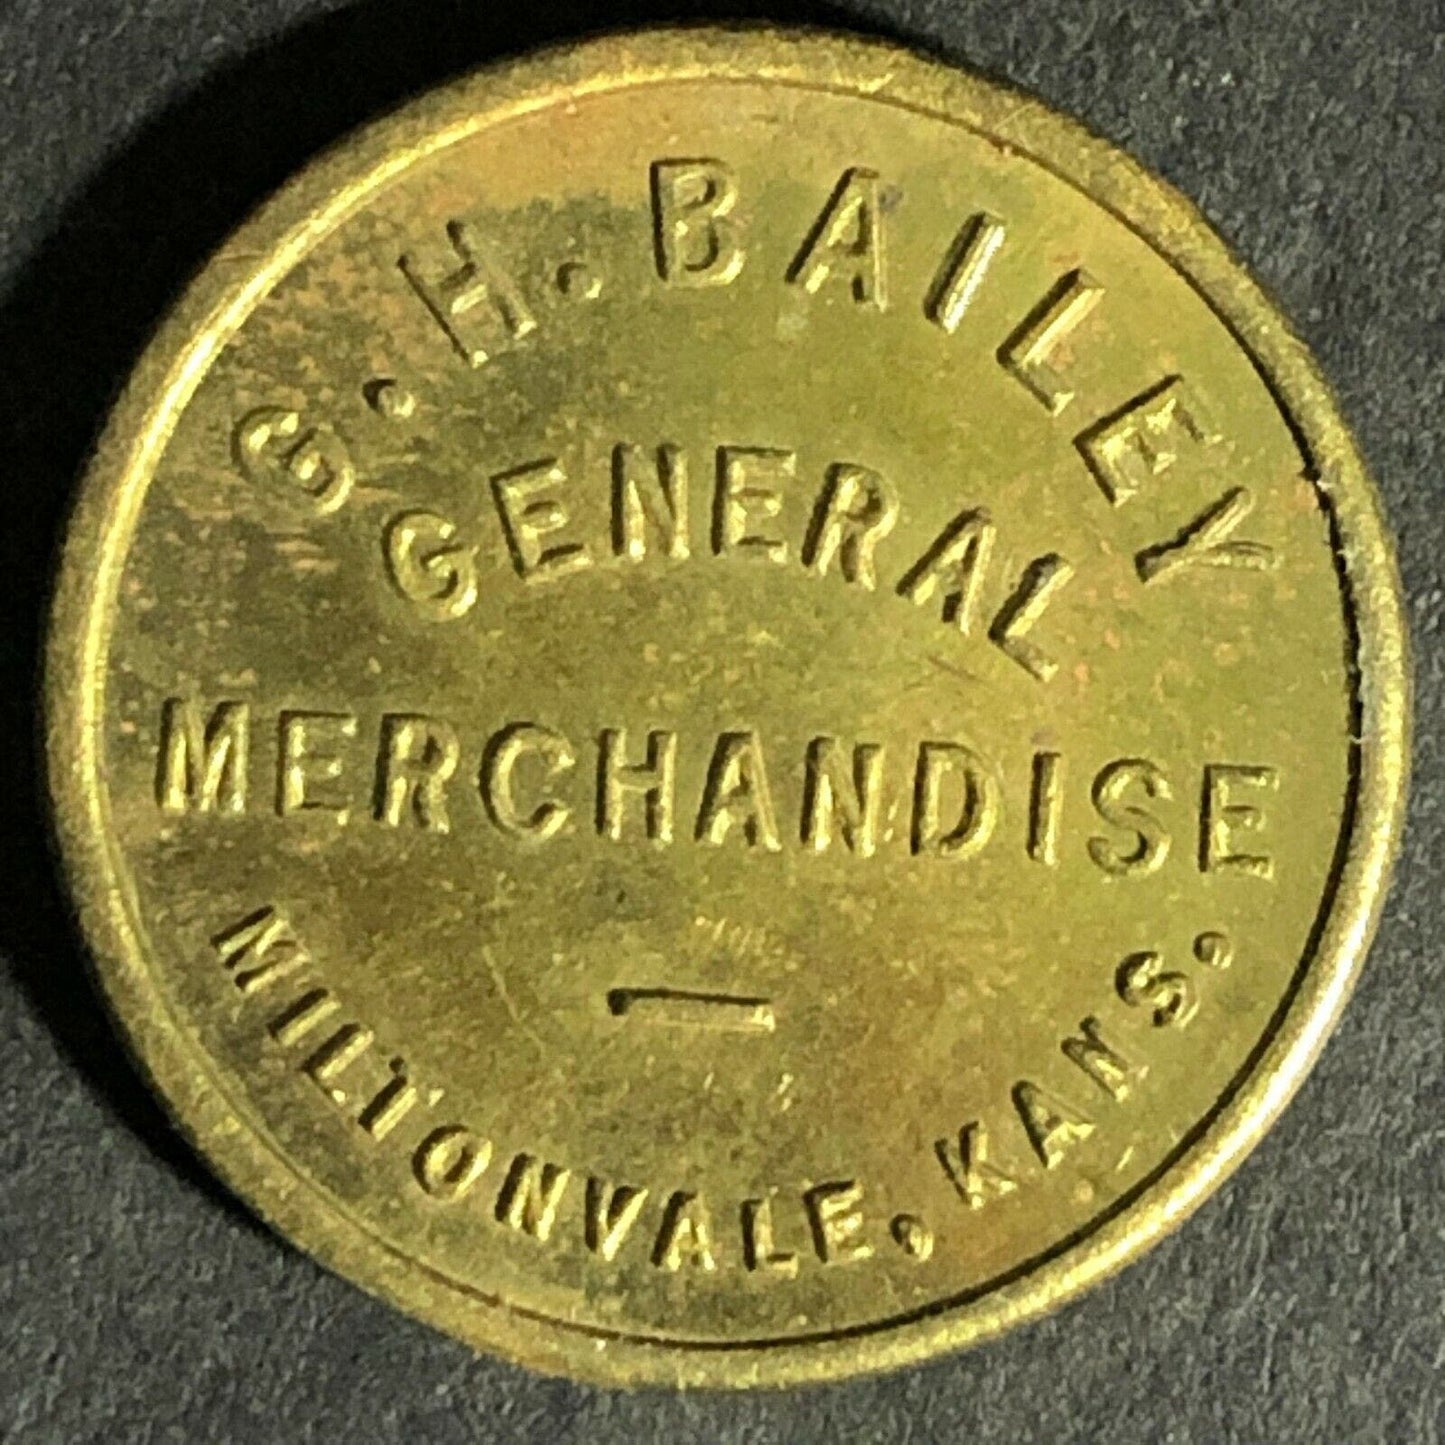 G. H. BAILEY
GENERAL
MERCHANDISE
—
MILTONVALE, KANS.